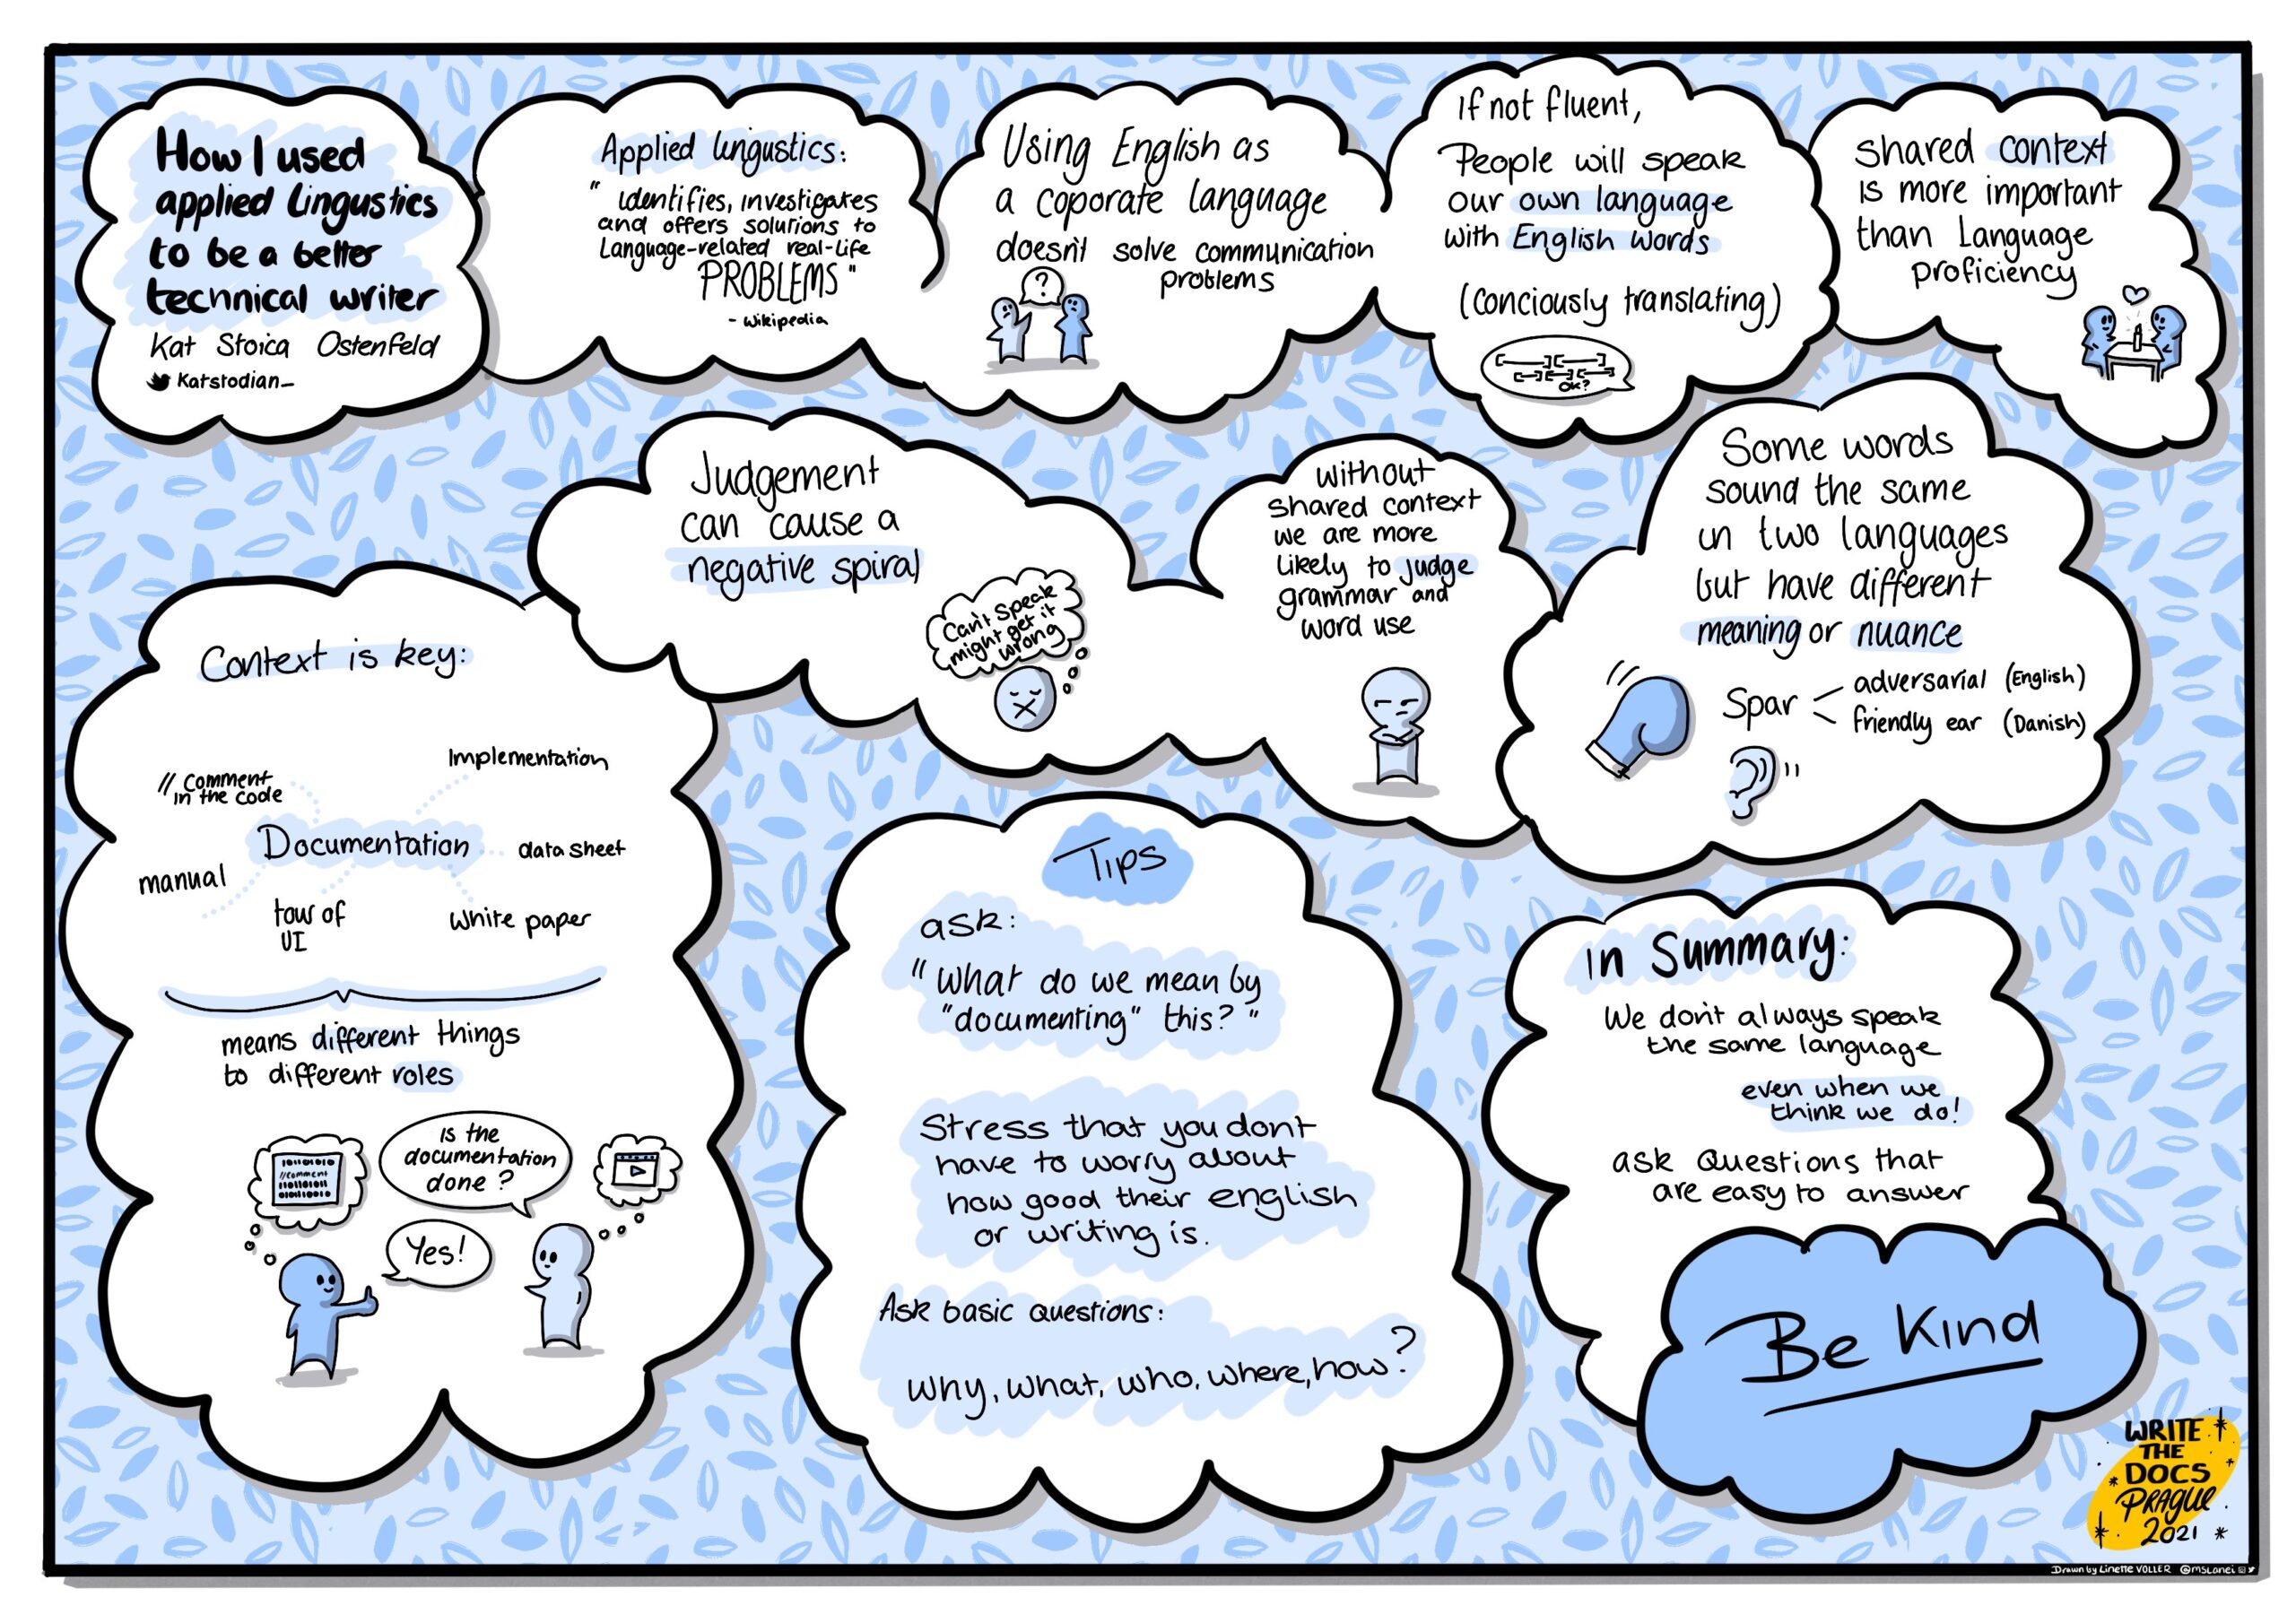 How I used
applied Lingustics
to be a better
technical writer
Kat Stoica Ostenfeld
Katstodian_
Applied lingustics:
"identifies, investigates
and offers solutions to
Language-related real-life
PROBLEMS"
- Wikipedia
Using English as
a coporate language
doesn't solve communication
problems
?
If not fluent,
People will speak
our own language
with English words
(conciously translating)
OK?
Shared context
is more important
than Language
proficiency
Judgement
can cause a
negative spiral
Can't speak
might get it
wrong
Without
shared context
we are more
likely to judge
grammar and
word use
Some words
sound the same
in two languages
but have different
meaning or nuance
Spar
adversarial (English)
friendly ear (Danish)
Context is key:
Implementation
// comment
in the code
Documentation
data sheet
manual
tour of
UI
White paper
means different things
to different roles
Is the
documentation
done?
101101010
//comment
1101101011
010110010
Yes!
Tips
ask:
"What do we mean by
"documenting" this?"
Stress that you dont
have to worry about
how good their english
or writing is.
Ask basic questions:
Why, what, who, where, how?
In Summary:
We don't always speak
the same language
even when we
think we do!
ask Questions that
are easy to answer
Be Kind
WRITE
THE
DOCS
PRAGUE
2021
Drawn by Linette VOLLER @mslanei